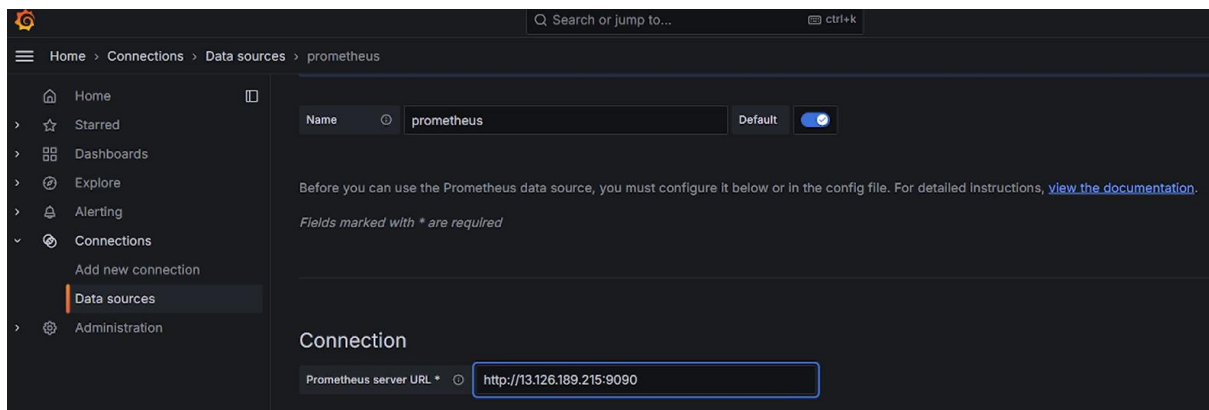 Search or jump to... ctrl+k
Home › Connections › Data sources › prometheus
Home
Starred
Dashboards
Explore
Alerting
Connections
Add new connection
Data sources
Administration
Name prometheus Default
Before you can use the Prometheus data source, you must configure it below or in the config file. For detailed instructions, view the documentation.
Fields marked with * are required
Connection
Prometheus server URL * http://13.126.189.215:9090